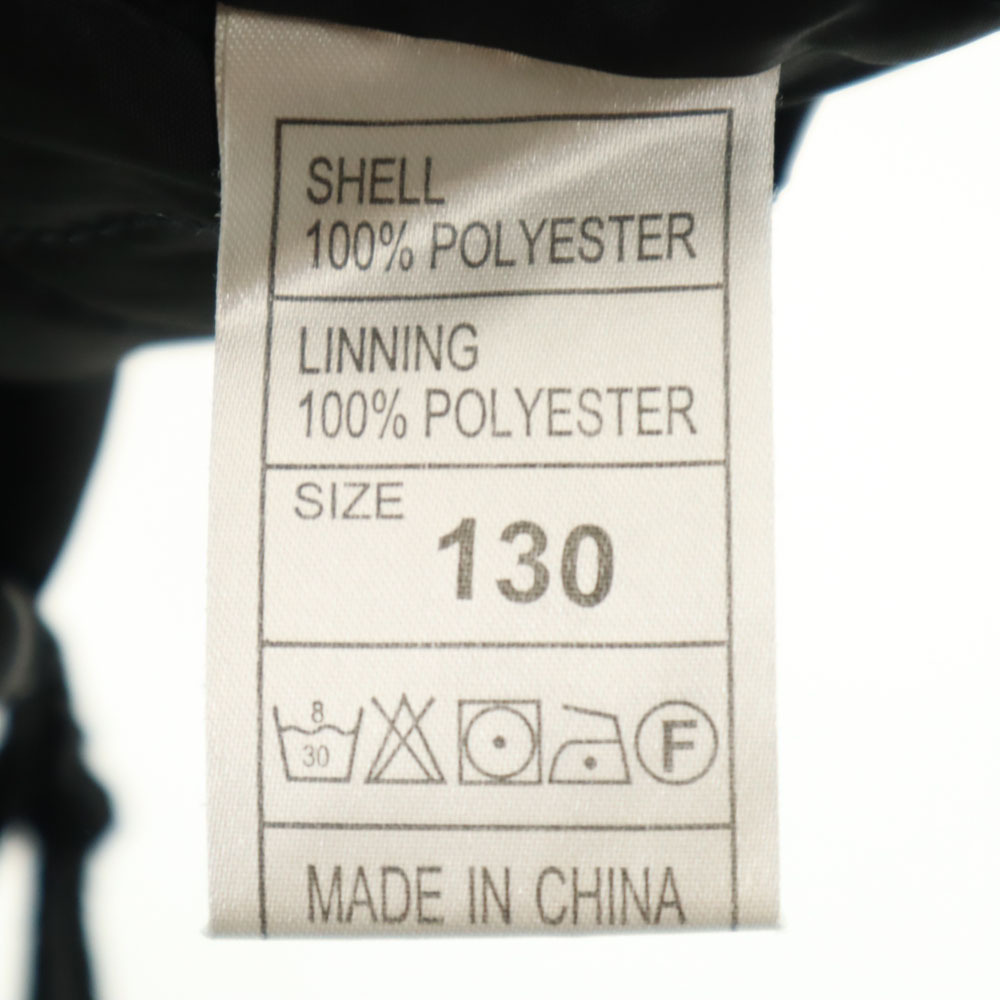 SHELL
100% POLYESTER
LINNING
100% POLYESTER
SIZE
130
8
30
F
MADE IN CHINA